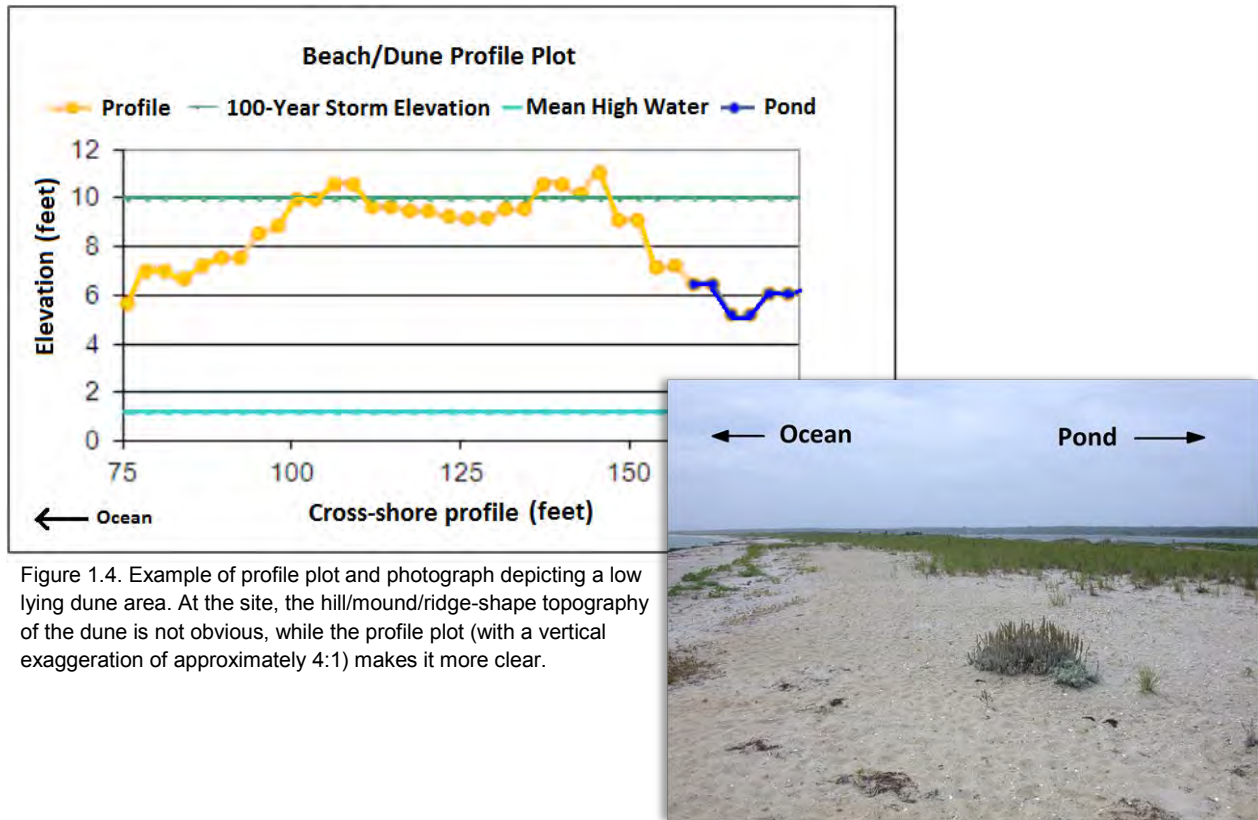 Beach/Dune Profile Plot
Profile 100-Year Storm Elevation Mean High Water Pond
Elevation (feet)
12
10
8
6
4
2
0
75 100 125 150
Cross-shore profile (feet)
Ocean
Ocean Pond
Figure 1.4. Example of profile plot and photograph depicting a low
lying dune area. At the site, the hill/mound/ridge-shape topography
of the dune is not obvious, while the profile plot (with a vertical
exaggeration of approximately 4:1) makes it more clear.